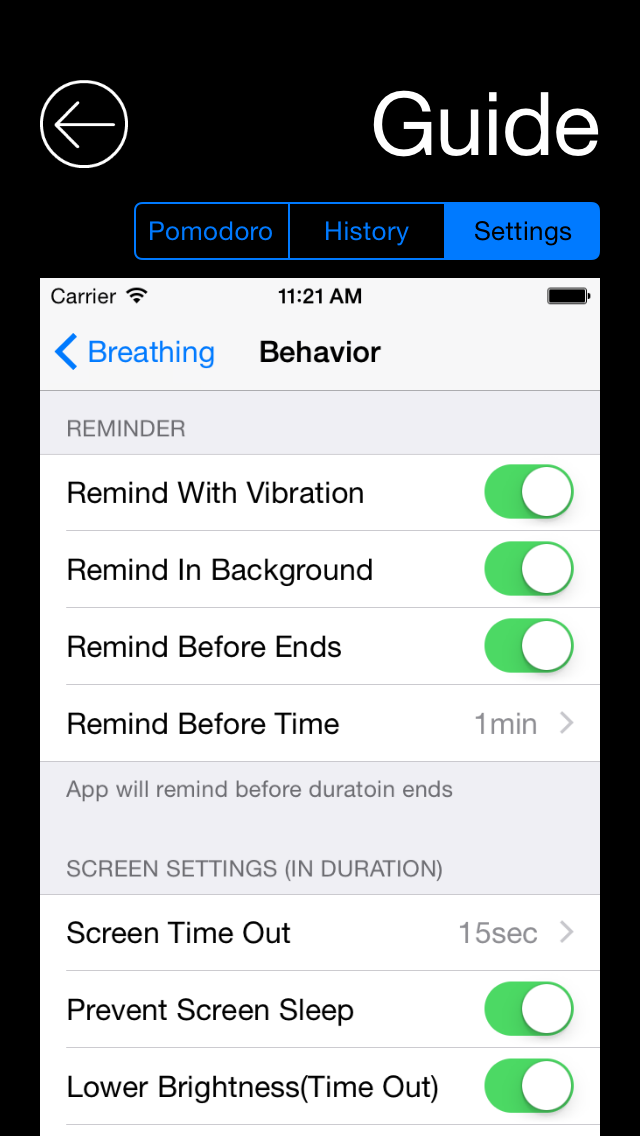 Guide
Pomodoro History Settings
Carrier 11:21 AM
Breathing Behavior
REMINDER
Remind With Vibration
Remind In Background
Remind Before Ends
Remind Before Time 1min
App will remind before duratoin ends
SCREEN SETTINGS (IN DURATION)
Screen Time Out 15sec
Prevent Screen Sleep
Lower Brightness(Time Out)